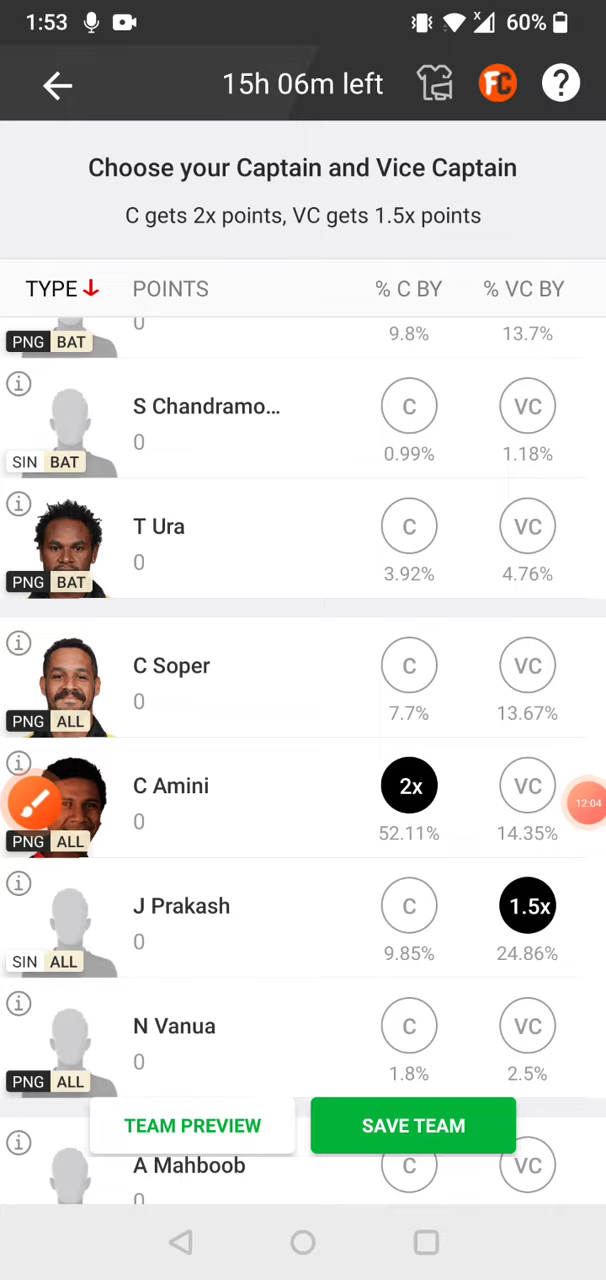 1:53 60%
15h 06m left FC ?
Choose your Captain and Vice Captain
C gets 2x points, VC gets 1.5x points
TYPE POINTS % C BY % VC BY
0 9.8% 13.7%
PNG BAT
S Chandramo... C VC
0 0.99% 1.18%
SIN BAT
T Ura C VC
0 3.92% 4.76%
PNG BAT
C Soper C VC
0 7.7% 13.67%
PNG ALL
C Amini 2x VC
12:04
0 52.11% 14.35%
PNG ALL
J Prakash C 1.5x
0 9.85% 24.86%
SIN ALL
N Vanua C VC
0 1.8% 2.5%
PNG ALL
TEAM PREVIEW SAVE TEAM
A Mahboob C VC
0